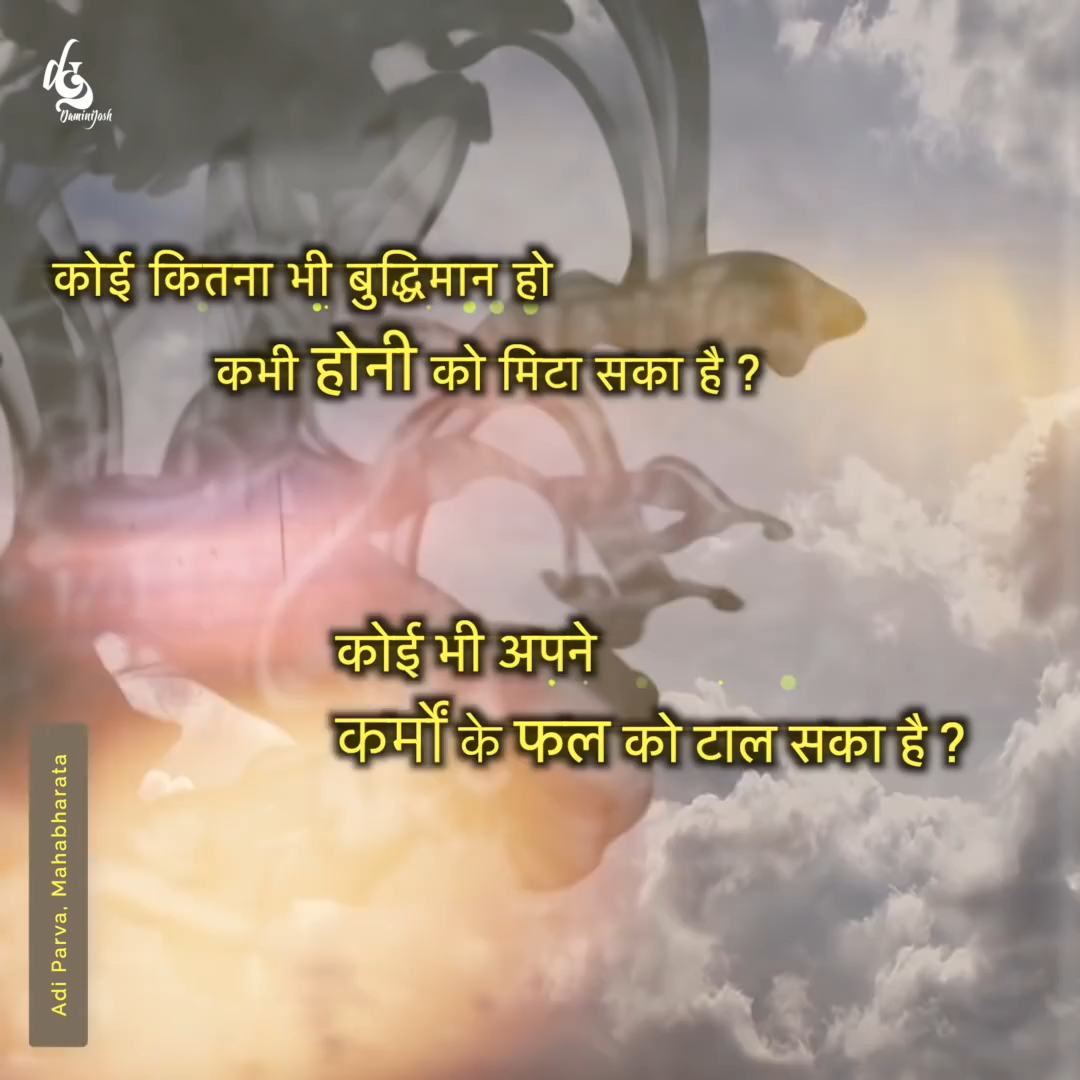 DaminiJosh
कोई कितना भी बुद्धिमान हो
कभी होनी को मिटा सका है ?
कोई भी अपने
कर्मों के फल को टाल सका है ?
Adi Parva, Mahabharata